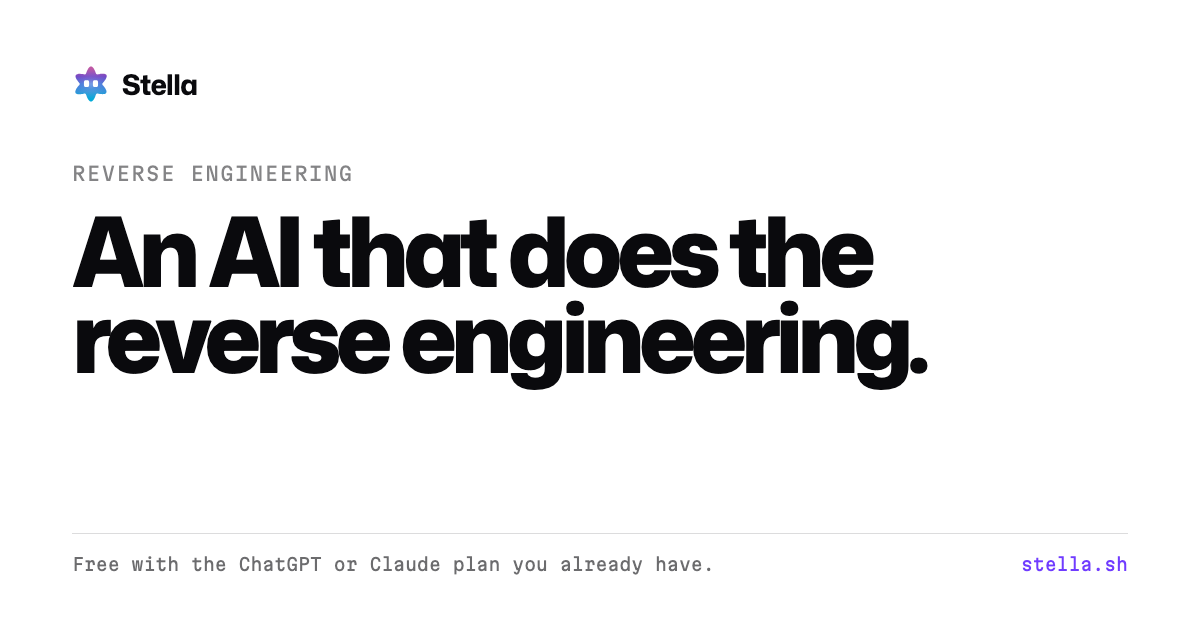 Stella
REVERSE ENGINEERING
An AI that does the
reverse engineering.
Free with the ChatGPT or Claude plan you already have.
stella.sh